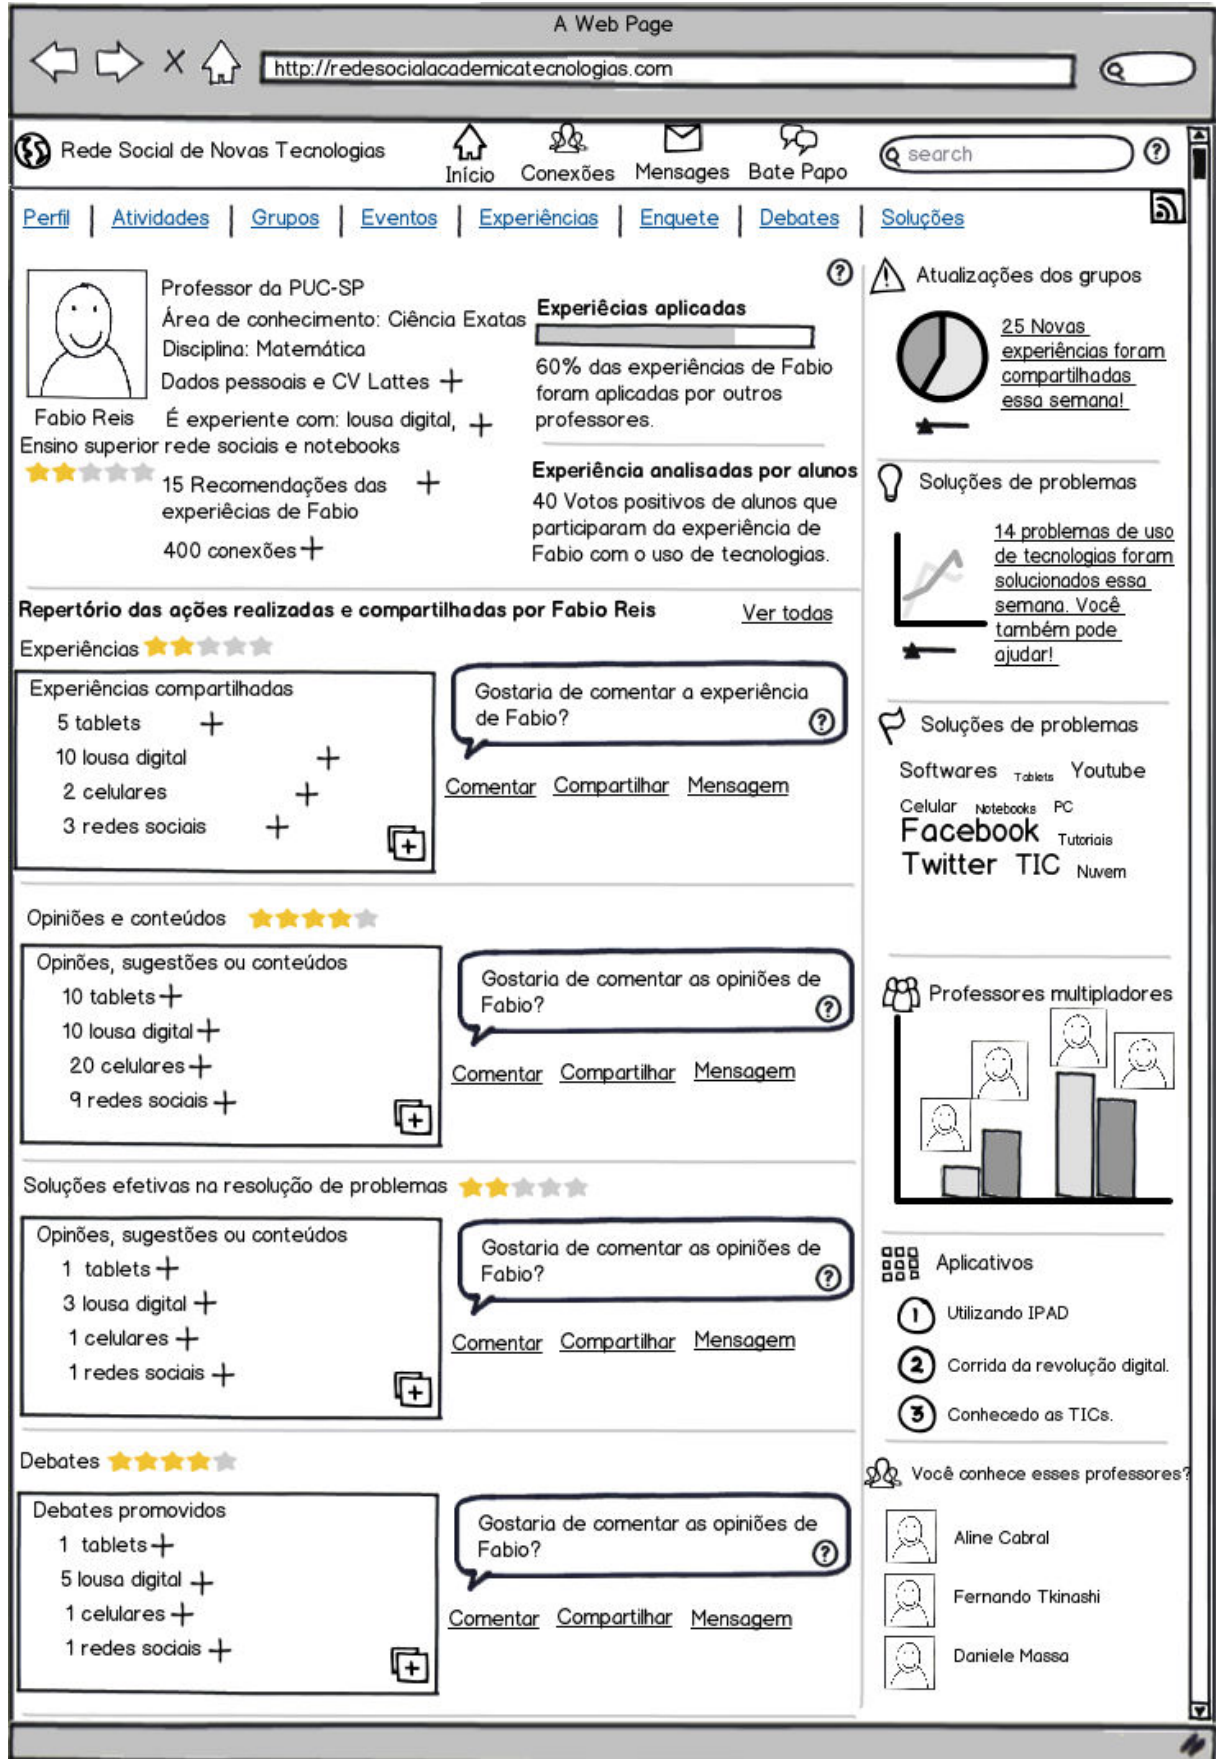 A Web Page
http://redesocialacademicatecnologias.com
Rede Social de Novas Tecnologias
Início
Conexões
Mensages
Bate Papo
search
Perfil
Atividades
Grupos
Eventos
Experiências
Enquete
Debates
Soluções
Professor da PUC-SP
Área de conhecimento: Ciência Exatas
Disciplina: Matemática
Dados pessoais e CV Lattes
Fabio Reis
É experiente com: lousa digital,
Ensino superior rede sociais e notebooks
15 Recomendações das
experiêcias de Fabio
400 conexões
Experiêcias aplicadas
60% das experiências de Fabio
foram aplicadas por outros
professores.
Experiência analisadas por alunos
40 Votos positivos de alunos que
participaram da experiência de
Fabio com o uso de tecnologias.
Repertório das ações realizadas e compartilhadas por Fabio Reis
Ver todas
Experiências
Experiências compartilhadas
5 tablets
10 lousa digital
2 celulares
3 redes sociais
Gostaria de comentar a experiência
de Fabio?
Comentar
Compartilhar
Mensagem
Opiniões e conteúdos
Opinões, sugestões ou conteúdos
10 tablets
10 lousa digital
20 celulares
9 redes sociais
Gostaria de comentar as opiniões de
Fabio?
Comentar
Compartilhar
Mensagem
Soluções efetivas na resolução de problemas
Opiniões, sugestões ou conteúdos
1 tablets
3 lousa digital
1 celulares
1 redes sociais
Gostaria de comentar as opiniões de
Fabio?
Comentar
Compartilhar
Mensagem
Debates
Debates promovidos
1 tablets
5 lousa digital
1 celulares
1 redes sociais
Gostaria de comentar as opiniões de
Fabio?
Comentar
Compartilhar
Mensagem
Atualizações dos grupos
25 Novas
experiências foram
compartilhadas
essa semana!
Soluções de problemas
14 problemas de uso
de tecnologias foram
solucionados essa
semana. Você
também pode
ajudar!
Soluções de problemas
Softwares Tablets Youtube
Celular Notebooks PC
Facebook Tutoriais
Twitter TIC Nuvem
Professores multipladores
Aplicativos
1 Utilizando IPAD
2 Corrida da revolução digital.
3 Conhecedo as TICs.
Você conhece esses professores?
Aline Cabral
Fernando Tkinashi
Daniele Massa